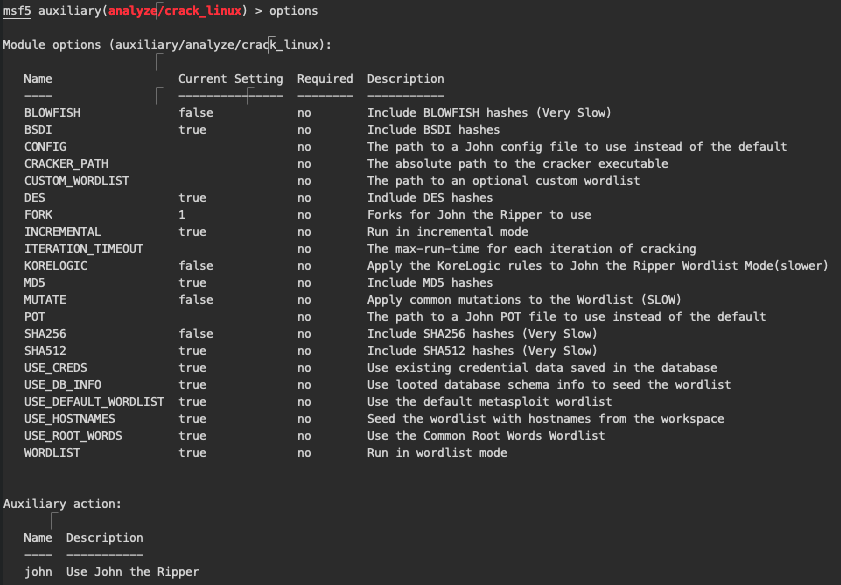 msf5 auxiliary(analyze/crack_linux) > options
Module options (auxiliary/analyze/crack_linux):
Name Current Setting Required Description
---- --------------- -------- -----------
BLOWFISH false no Include BLOWFISH hashes (Very Slow)
BSDI true no Include BSDI hashes
CONFIG no The path to a John config file to use instead of the default
CRACKER_PATH no The absolute path to the cracker executable
CUSTOM_WORDLIST no The path to an optional custom wordlist
DES true no Indlude DES hashes
FORK 1 no Forks for John the Ripper to use
INCREMENTAL true no Run in incremental mode
ITERATION_TIMEOUT no The max-run-time for each iteration of cracking
KORELOGIC false no Apply the KoreLogic rules to John the Ripper Wordlist Mode(slower)
MD5 true no Include MD5 hashes
MUTATE false no Apply common mutations to the Wordlist (SLOW)
POT no The path to a John POT file to use instead of the default
SHA256 false no Include SHA256 hashes (Very Slow)
SHA512 true no Include SHA512 hashes (Very Slow)
USE_CREDS true no Use existing credential data saved in the database
USE_DB_INFO true no Use looted database schema info to seed the wordlist
USE_DEFAULT_WORDLIST true no Use the default metasploit wordlist
USE_HOSTNAMES true no Seed the wordlist with hostnames from the workspace
USE_ROOT_WORDS true no Use the Common Root Words Wordlist
WORDLIST true no Run in wordlist mode
Auxiliary action:
Name Description
---- -----------
john Use John the Ripper